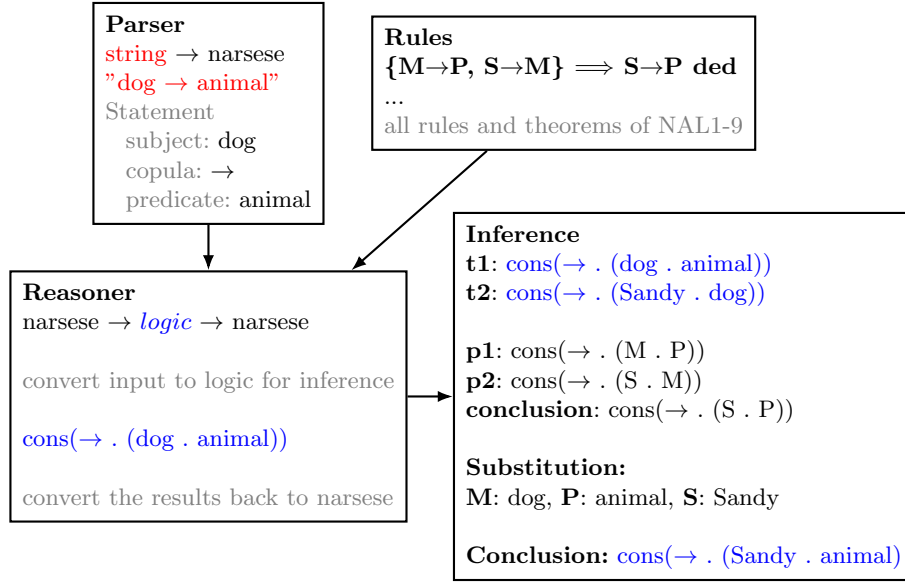 Parser
string → narsese
”dog → animal”
Statement
subject: dog
copula: →
predicate: animal
Rules
{M→P, S→M} ⟹ S→P ded
...
all rules and theorems of NAL1-9
Reasoner
narsese → logic → narsese
convert input to logic for inference
cons(→ . (dog . animal))
convert the results back to narsese
Inference
t1: cons(→ . (dog . animal))
t2: cons(→ . (Sandy . dog))
p1: cons(→ . (M . P))
p2: cons(→ . (S . M))
conclusion: cons(→ . (S . P))
Substitution:
M: dog, P: animal, S: Sandy
Conclusion: cons(→ . (Sandy . animal)